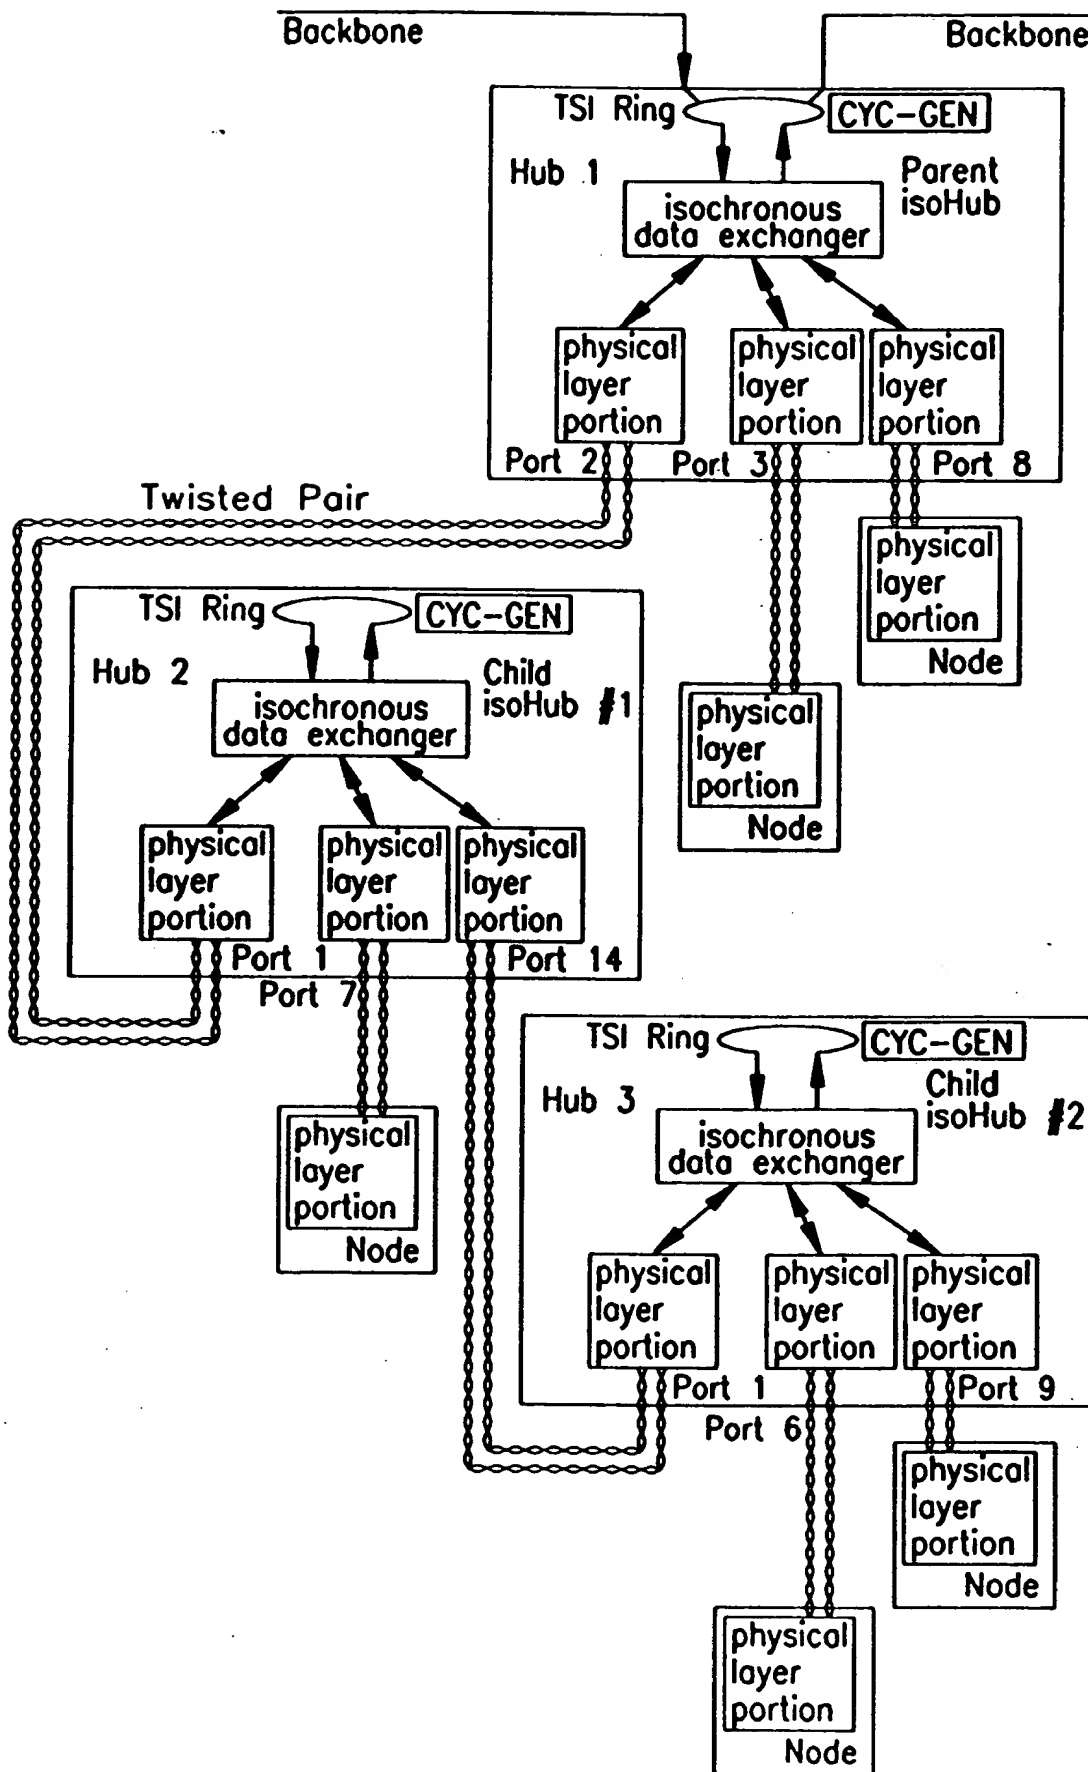 Backbone
Backbone
TSI Ring
CYC-GEN
Hub 1
Parent
isoHub
isochronous
data exchanger
physical
layer
portion
physical
layer
portion
physical
layer
portion
Port 2
Port 3
Port 8
Twisted Pair
physical
layer
portion
Node
physical
layer
portion
Node
TSI Ring
CYC-GEN
Hub 2
Child
isoHub #1
isochronous
data exchanger
physical
layer
portion
physical
layer
portion
physical
layer
portion
Port 1
Port 14
Port 7
physical
layer
portion
Node
TSI Ring
CYC-GEN
Hub 3
Child
isoHub #2
isochronous
data exchanger
physical
layer
portion
physical
layer
portion
physical
layer
portion
Port 1
Port 9
Port 6
physical
layer
portion
Node
physical
layer
portion
Node